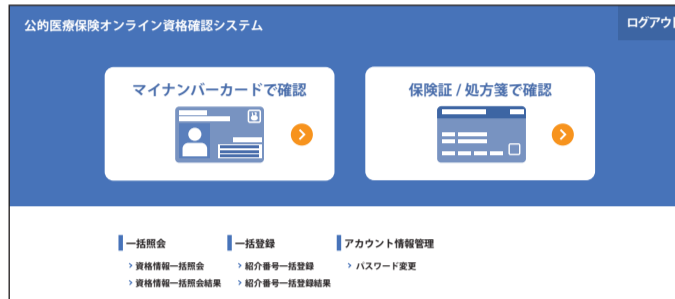 公的医療保険オンライン資格確認システム
ログアウト
マイナンバーカードで確認
保険証 / 処方箋で確認
一括照会
資格情報一括照会
資格情報一括照会結果
一括登録
紹介番号一括登録
紹介番号一括登録結果
アカウント情報管理
パスワード変更